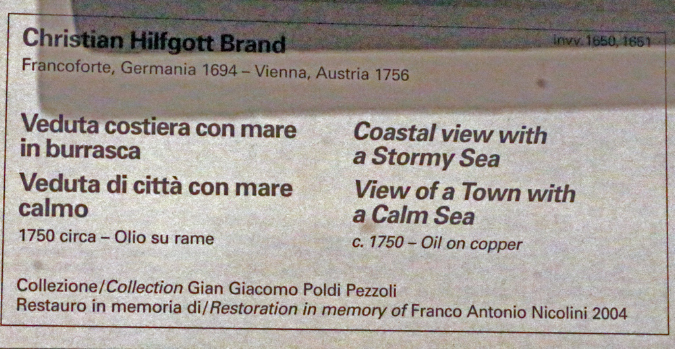 Christian Hilfgott Brand
invv. 1650, 1651
Francoforte, Germania 1694 – Vienna, Austria 1756
Veduta costiera con mare
in burrasca
Veduta di città con mare
calmo
1750 circa – Olio su rame
Coastal view with
a Stormy Sea
View of a Town with
a Calm Sea
c. 1750 – Oil on copper
Collezione/Collection Gian Giacomo Poldi Pezzoli
Restauro in memoria di/Restoration in memory of Franco Antonio Nicolini 2004